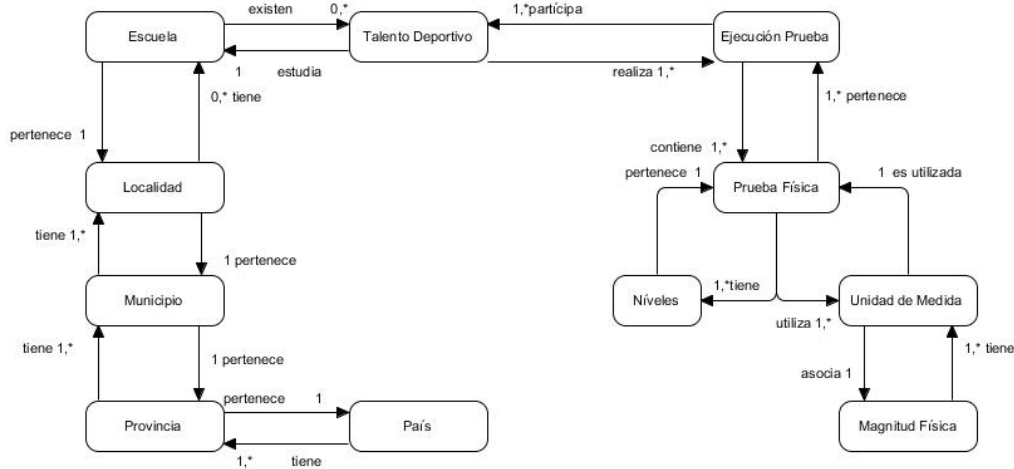 existen 0,*
1,*partícipa
Escuela
Talento Deportivo
Ejecución Prueba
1 estudia
realiza 1,*
0,* tiene
1,* pertenece
pertenece 1
contiene 1,*
pertenece 1
1 es utilizada
Localidad
Prueba Física
tiene 1,*
1 pertenece
1,*tiene
Municipio
Níveles
Unidad de Medida
utiliza 1,*
tiene 1,*
1 pertenece
1,* tiene
asocia 1
pertenece 1
Provincia
País
Magnitud Física
1,* tiene